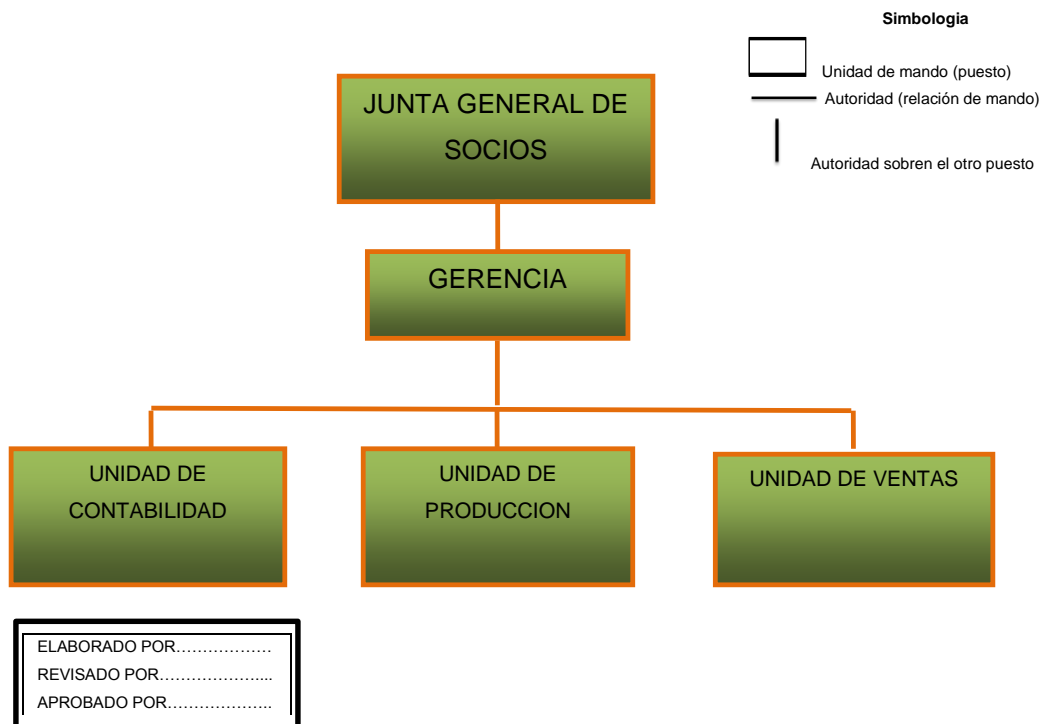 Simbologia
Unidad de mando (puesto)
Autoridad (relación de mando)
Autoridad sobren el otro puesto
JUNTA GENERAL DE
SOCIOS
GERENCIA
UNIDAD DE
CONTABILIDAD
UNIDAD DE
PRODUCCION
UNIDAD DE VENTAS
ELABORADO POR………………
REVISADO POR………………....
APROBADO POR………………..